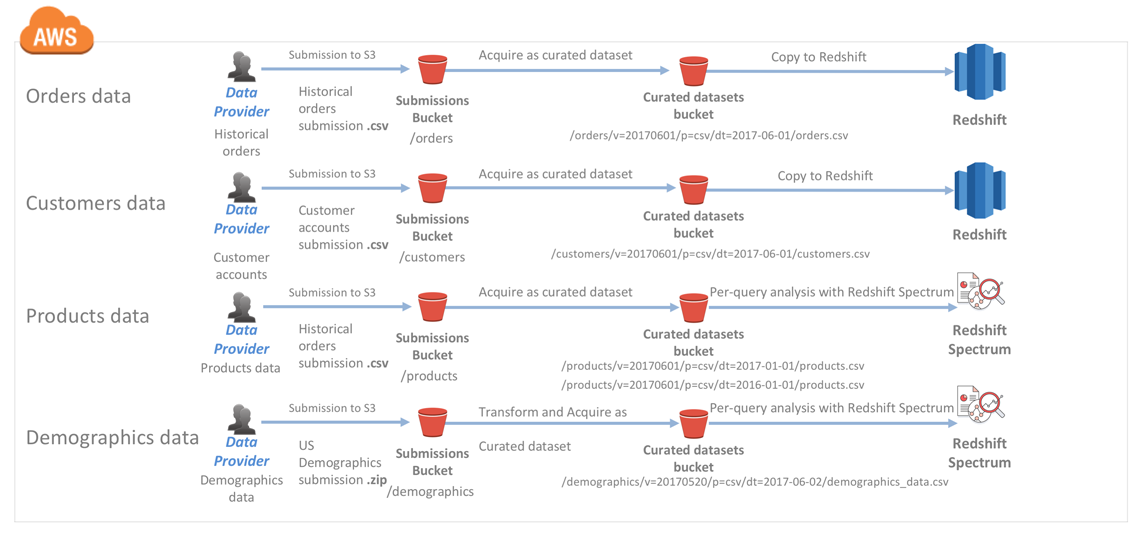 AWS
Orders data
Data
Provider
Historical
orders
Submission to S3
Historical
orders
submission .csv
Submissions
Bucket
/orders
Acquire as curated dataset
Curated datasets
bucket
/orders/v=20170601/p=csv/dt=2017-06-01/orders.csv
Copy to Redshift
Redshift
Customers data
Data
Provider
Customer
accounts
Submission to S3
Customer
accounts
submission .csv
Submissions
Bucket
/customers
Acquire as curated dataset
Curated datasets
bucket
/customers/v=20170601/p=csv/dt=2017-06-01/customers.csv
Copy to Redshift
Redshift
Products data
Data
Provider
Products data
Submission to S3
Historical
orders
submission .csv
Submissions
Bucket
/products
Acquire as curated dataset
Curated datasets
bucket
/products/v=20170601/p=csv/dt=2017-01-01/products.csv
/products/v=20170601/p=csv/dt=2016-01-01/products.csv
Per-query analysis with Redshift Spectrum
Redshift
Spectrum
Demographics data
Data
Provider
Demographics
data
Submission to S3
US
Demographics
submission .zip
Submissions
Bucket
/demographics
Transform and Acquire as
Curated dataset
Curated datasets
bucket
/demographics/v=20170520/p=csv/dt=2017-06-02/demographics_data.csv
Per-query analysis with Redshift Spectrum
Redshift
Spectrum